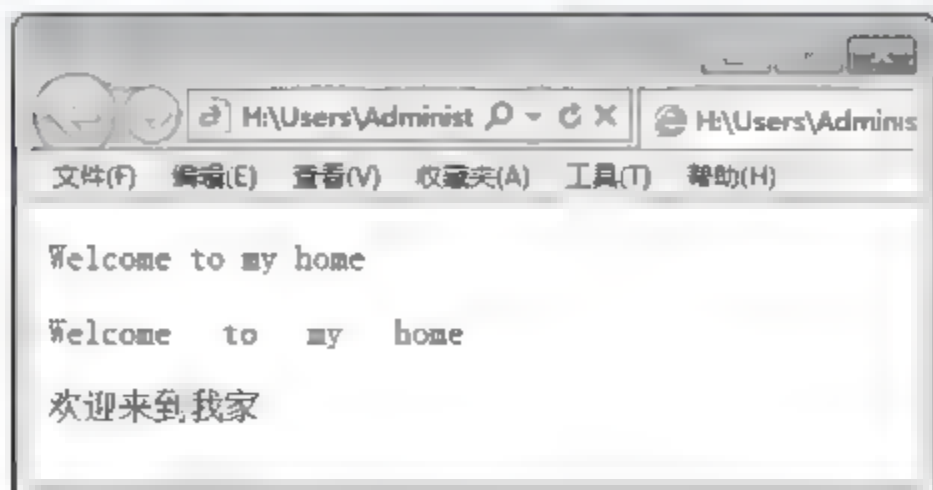 H:\Users\Administ
H:\Users\Adminis
文件(F) 编辑(E) 查看(V) 收藏夹(A) 工具(T) 帮助(H)
Welcome to my home
Welcome to my home
欢迎来到我家